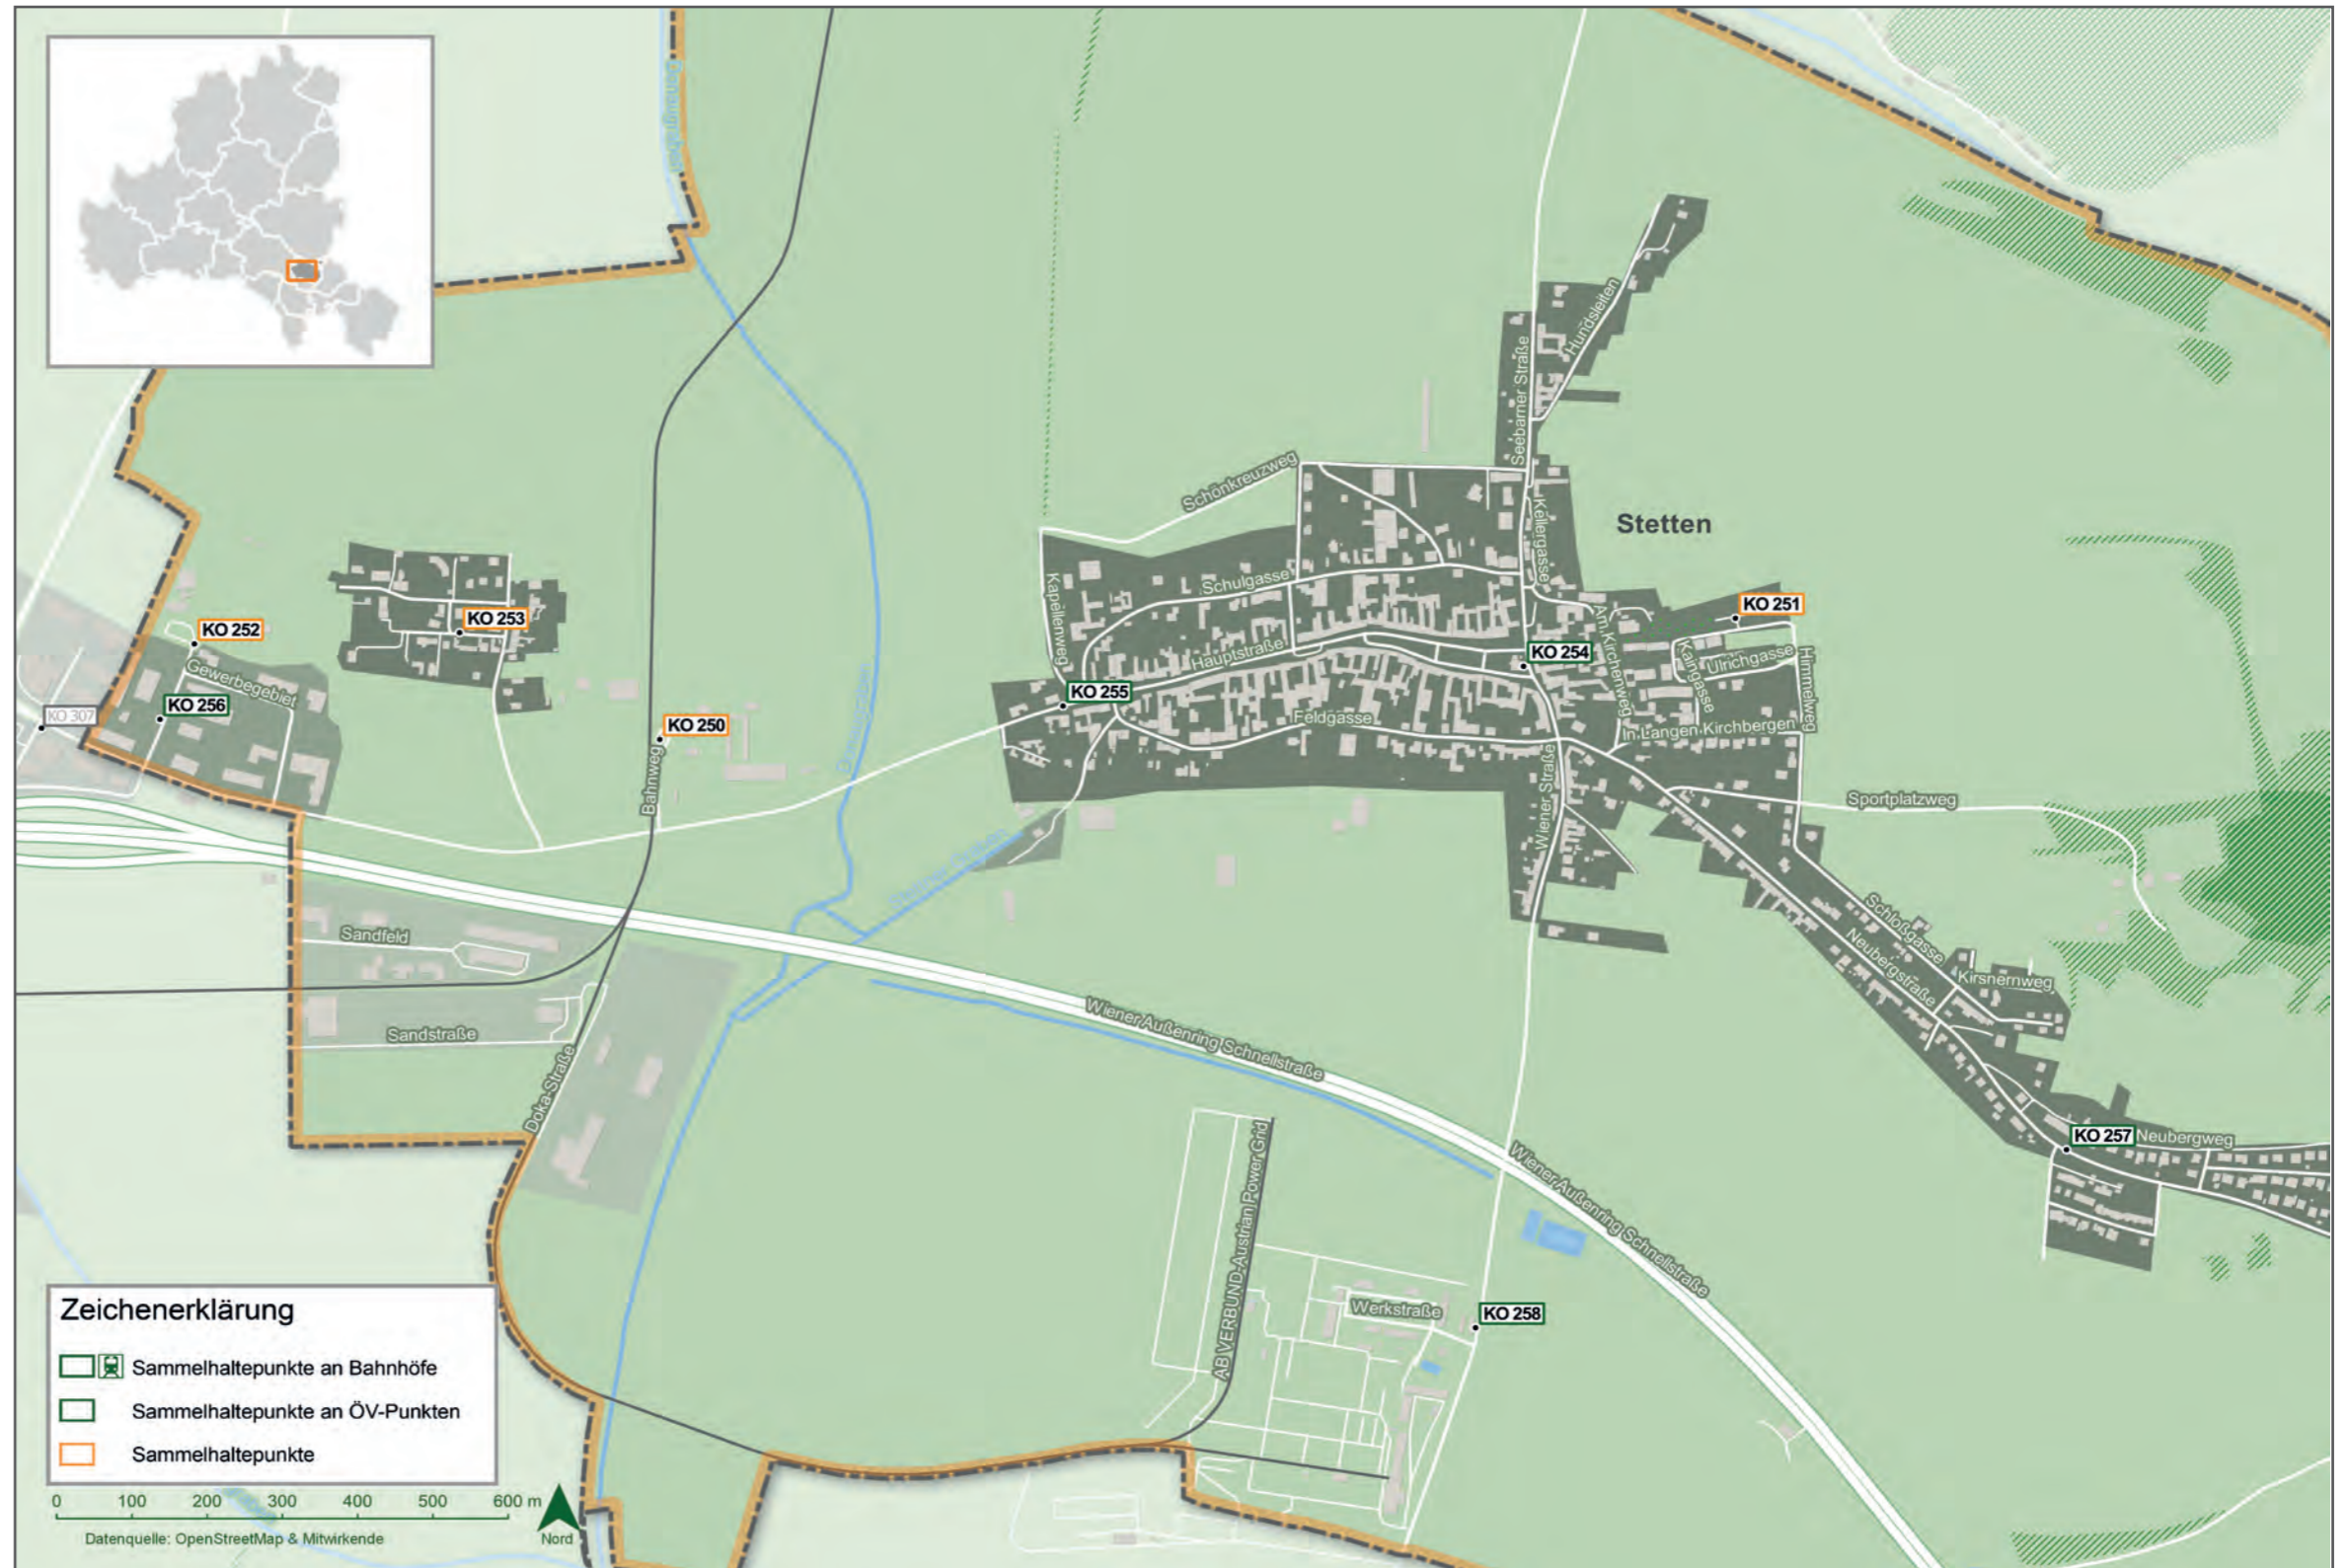 Stetten
Seebarner Straße
Hundsleiten
Schönkreuzweg
Kellergasse
Kapellenweg
Schulgasse
Hauptstraße
Feldgasse
Am Kirchenweg
KO 251
KO 252
KO 253
KO 254
Kaingasse
Ulrichgasse
Himmelweg
Gewerbegebiet
KO 255
KO 256
KO 307
KO 250
In Langen Kirchbergen
Bahnweg
Wiener Straße
Sportplatzweg
Sandfeld
Schloßgasse
Neubergstraße
Kirsnernweg
Sandstraße
Doka-Straße
Wiener Außenring Schnellstraße
Wiener Außenring Schnellstraße
KO 257
Neubergweg
AB VERBUND-Austrian Power Grid
Werkstraße
KO 258
Zeichenerklärung
Sammelhaltepunkte an Bahnhöfe
Sammelhaltepunkte an ÖV-Punkten
Sammelhaltepunkte
0 100 200 300 400 500 600 m
Datenquelle: OpenStreetMap & Mitwirkende
Nord